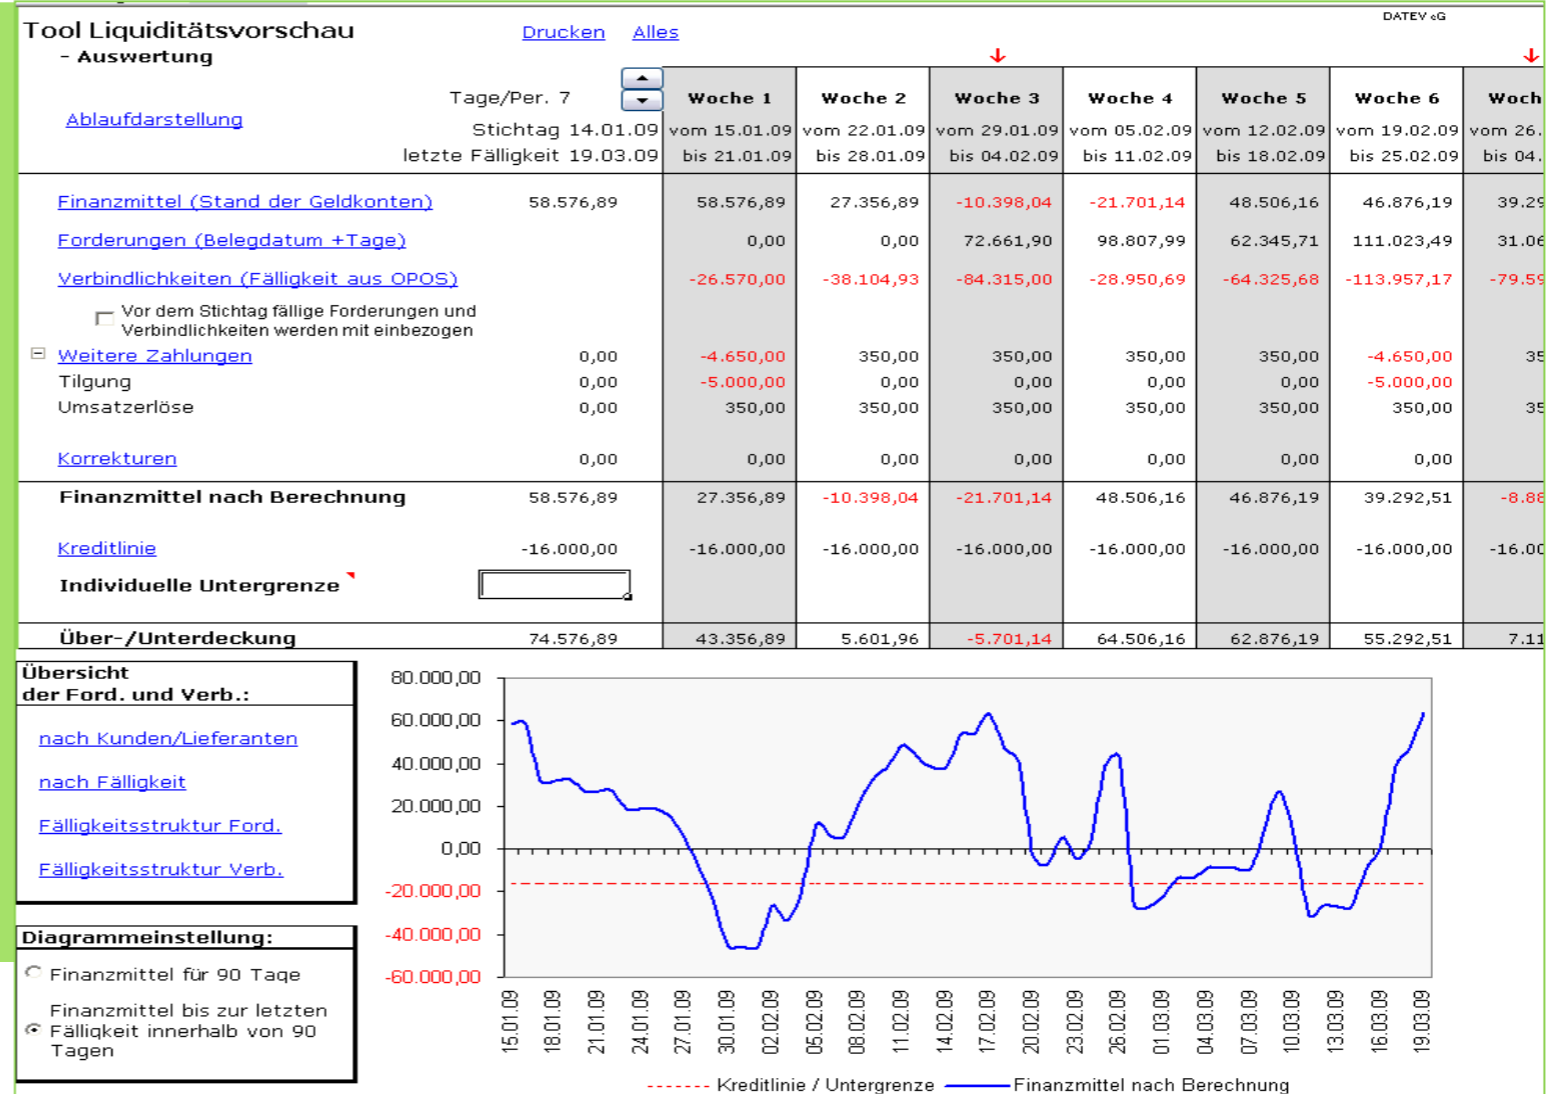 DATEV eG
Tool Liquiditätsvorschau Drucken Alles
- Auswertung
Tage/Per. 7 Woche 1 Woche 2 Woche 3 Woche 4 Woche 5 Woche 6 Woch
Ablaufdarstellung
Stichtag 14.01.09 vom 15.01.09 vom 22.01.09 vom 29.01.09 vom 05.02.09 vom 12.02.09 vom 19.02.09 vom 26.
letzte Fälligkeit 19.03.09 bis 21.01.09 bis 28.01.09 bis 04.02.09 bis 11.02.09 bis 18.02.09 bis 25.02.09 bis 04.
Finanzmittel (Stand der Geldkonten) 58.576,89 58.576,89 27.356,89 -10.398,04 -21.701,14 48.506,16 46.876,19 39.29
Forderungen (Belegdatum +Tage) 0,00 0,00 72.661,90 98.807,99 62.345,71 111.023,49 31.06
Verbindlichkeiten (Fälligkeit aus OPOS) -26.570,00 -38.104,93 -84.315,00 -28.950,69 -64.325,68 -113.957,17 -79.59
Vor dem Stichtag fällige Forderungen und
Verbindlichkeiten werden mit einbezogen
Weitere Zahlungen 0,00 -4.650,00 350,00 350,00 350,00 350,00 -4.650,00 35
Tilgung 0,00 -5.000,00 0,00 0,00 0,00 0,00 -5.000,00
Umsatzerlöse 0,00 350,00 350,00 350,00 350,00 350,00 350,00 35
Korrekturen 0,00 0,00 0,00 0,00 0,00 0,00 0,00
Finanzmittel nach Berechnung 58.576,89 27.356,89 -10.398,04 -21.701,14 48.506,16 46.876,19 39.292,51 -8.88
Kreditlinie -16.000,00 -16.000,00 -16.000,00 -16.000,00 -16.000,00 -16.000,00 -16.000,00 -16.00
Individuelle Untergrenze
Über-/Unterdeckung 74.576,89 43.356,89 5.601,96 -5.701,14 64.506,16 62.876,19 55.292,51 7.11
Übersicht
der Ford. und Verb.:
nach Kunden/Lieferanten
nach Fälligkeit
Fälligkeitsstruktur Ford.
Fälligkeitsstruktur Verb.
Diagrammeinstellung:
Finanzmittel für 90 Tage
Finanzmittel bis zur letzten
Fälligkeit innerhalb von 90
Tagen
80.000,00
60.000,00
40.000,00
20.000,00
0,00
-20.000,00
-40.000,00
-60.000,00
15.01.09 18.01.09 21.01.09 24.01.09 27.01.09 30.01.09 02.02.09 05.02.09 08.02.09 11.02.09 14.02.09 17.02.09 20.02.09 23.02.09 26.02.09 01.03.09 04.03.09 07.03.09 10.03.09 13.03.09 16.03.09 19.03.09
Kreditlinie / Untergrenze Finanzmittel nach Berechnung